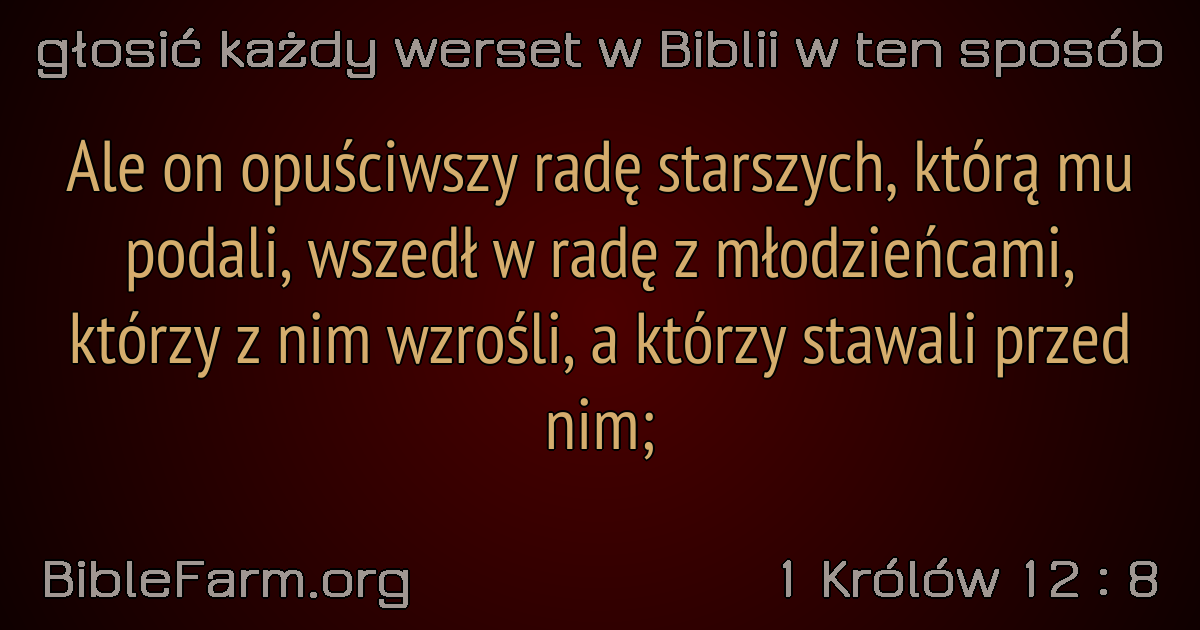 głosić każdy werset w Biblii w ten sposób
Ale on opuściwszy radę starszych, którą mu
podali, wszedł w radę z młodzieńcami,
którzy z nim wzrośli, a którzy stawali przed
nim;
BibleFarm.org
1 Królów 12 : 8